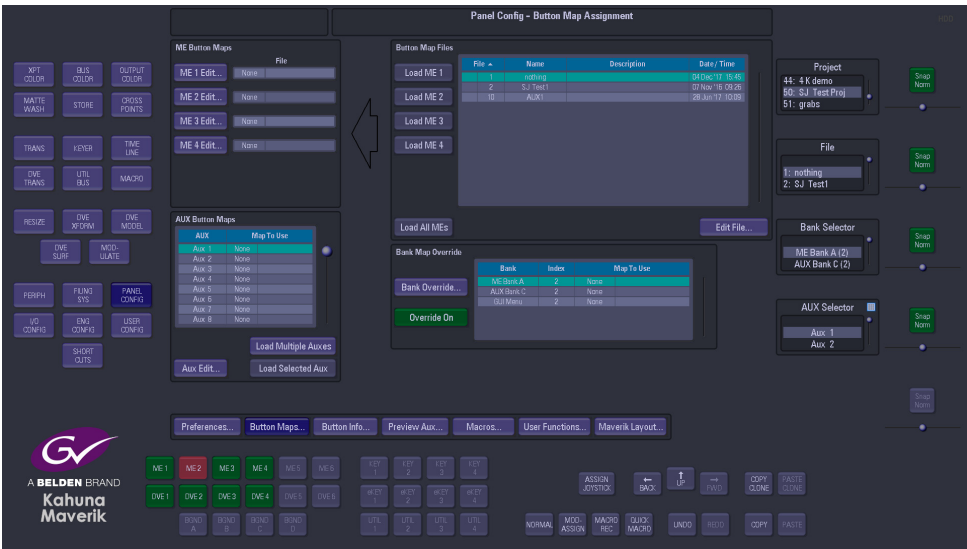 Panel Config - Button Map Assignment
ME Button Maps
File
ME 1 Edit... None
ME 2 Edit... None
ME 3 Edit... None
ME 4 Edit... None
Button Map Files
File Name Description Date / Time
1 nothing 04 Dec '17 15:45
2 SJ Test1 07 Nov '16 09:26
10 AUX1 28 Jun '17 10:09
Load ME 1
Load ME 2
Load ME 3
Load ME 4
Load All MEs
Edit File...
AUX Button Maps
AUX Map To Use
Aux 1 None
Aux 2 None
Aux 3 None
Aux 4 None
Aux 5 None
Aux 6 None
Aux 7 None
Aux 8 None
Load Multiple Auxes
Aux Edit... Load Selected Aux
Bank Map Override
Bank Index Map To Use
ME Bank A 2 None
AUX Bank C 2 None
GUI Menu 2 None
Bank Override...
Override On
Project
44: 4K demo
50: SJ Test Proj
51: grabs
File
1: nothing
2: SJ Test1
Bank Selector
ME Bank A (2)
AUX Bank C (2)
AUX Selector
Aux 1
Aux 2
Snap
Norm
Snap
Norm
Snap
Norm
Snap
Norm
Snap
Norm
XPT
COLOR
BUS
COLOR
OUTPUT
COLOR
MATTE
WASH
STORE
CROSS
POINTS
TRANS
KEYER
TIME
LINE
DVE
TRANS
UTIL
BUS
MACRO
RESIZE
DVE
XFORM
DVE
MODEL
DVE
SURF
MOD-
ULATE
PERIPH
FILING
SYS
PANEL
CONFIG
I/O
CONFIG
ENG
CONFIG
USER
CONFIG
SHORT
CUTS
Preferences... Button Maps... Button Info... Preview Aux... Macros... User Functions... Maverik Layout...
GV
A BELDEN BRAND
Kahuna
Maverik
ME 1 ME 2 ME 3 ME 4 ME 5 ME 6
DVE 1 DVE 2 DVE 3 DVE 4 DVE 5 DVE 6
BGND
A
BGND
B
BGND
C
BGND
D
KEY
1
KEY
2
KEY
3
KEY
4
eKEY
1
eKEY
2
eKEY
3
eKEY
4
UTIL
1
UTIL
2
UTIL
3
UTIL
4
ASSIGN
JOYSTICK
BACK
UP
FWD
COPY
CLONE
PASTE
CLONE
NORMAL
MOD-
ASSIGN
MACRO
REC
QUICK
MACRO
UNDO
REDO
COPY
PASTE